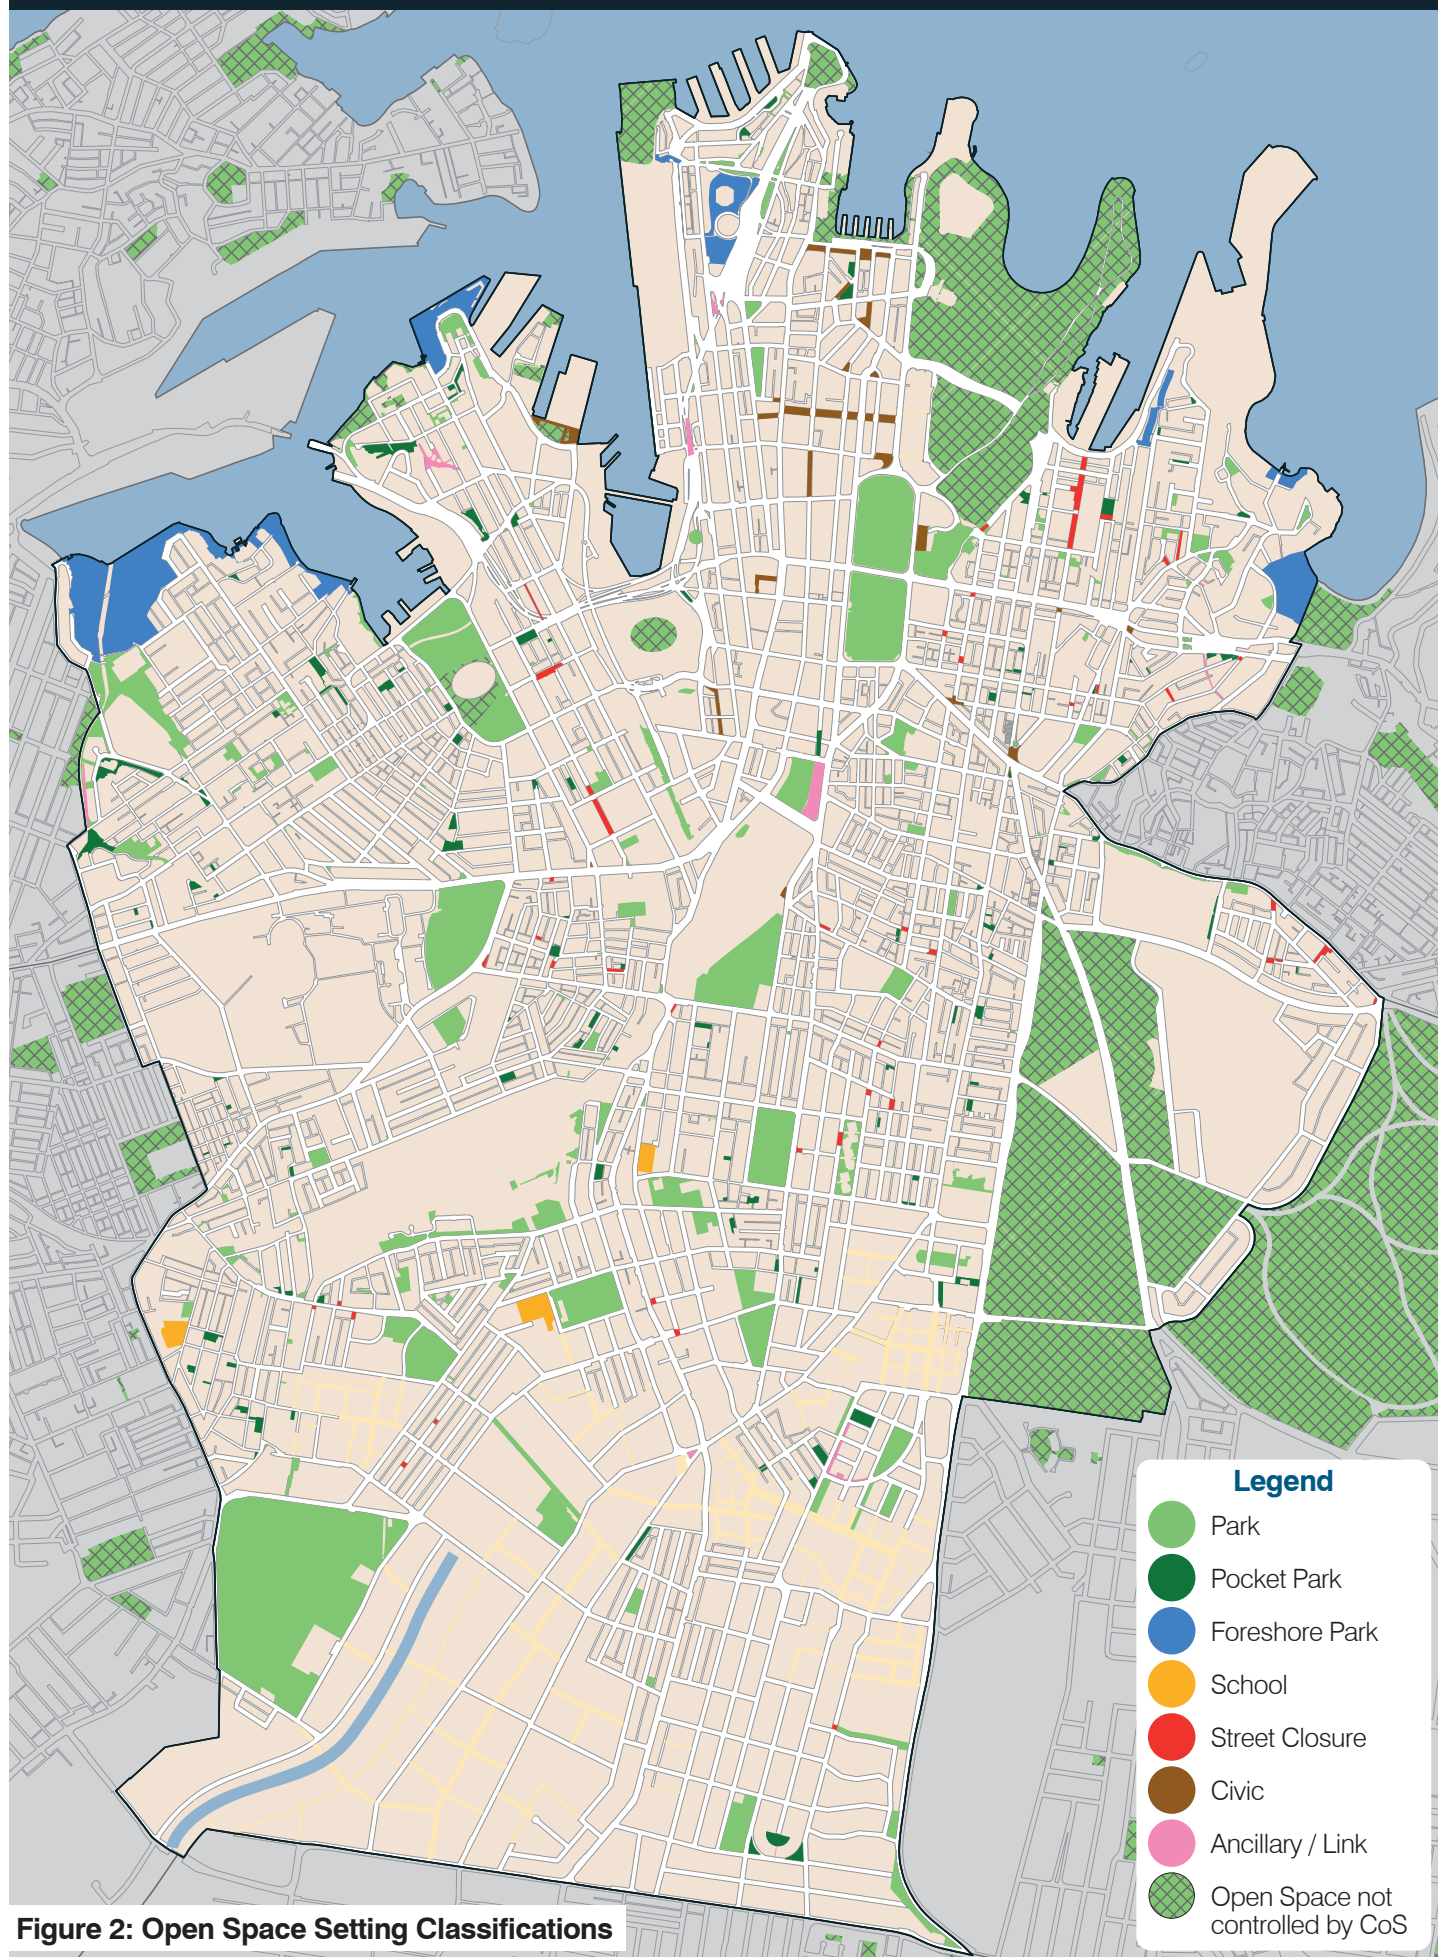 Legend
Park
Pocket Park
Foreshore Park
School
Street Closure
Civic
Ancillary / Link
Open Space not
controlled by CoS
Figure 2: Open Space Setting Classifications